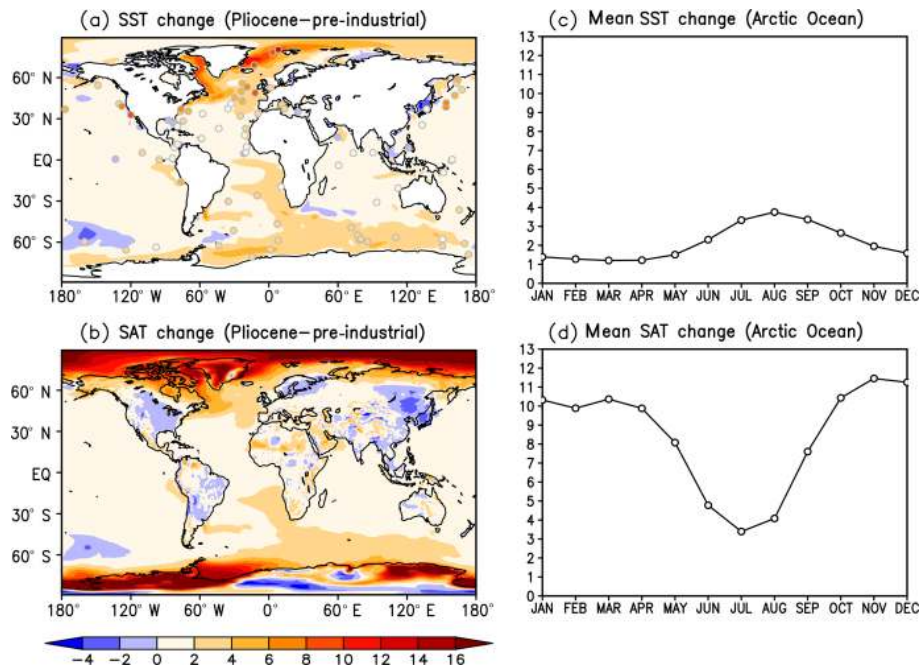 (a) SST change (Pliocene−pre-industrial)
60° N
30° N
EQ
30° S
60° S
180° 120° W 60° W 0° 60° E 120° E 180°
(b) SAT change (Pliocene−pre-industrial)
60° N
30° N
EQ
30° S
60° S
180° 120° W 60° W 0° 60° E 120° E 180°
−4 −2 0 2 4 6 8 10 12 14 16
(c) Mean SST change (Arctic Ocean)
13
12
11
10
9
8
7
6
5
4
3
2
1
0
JAN FEB MAR APR MAY JUN JUL AUG SEP OCT NOV DEC
(d) Mean SAT change (Arctic Ocean)
13
12
11
10
9
8
7
6
5
4
3
2
1
0
JAN FEB MAR APR MAY JUN JUL AUG SEP OCT NOV DEC